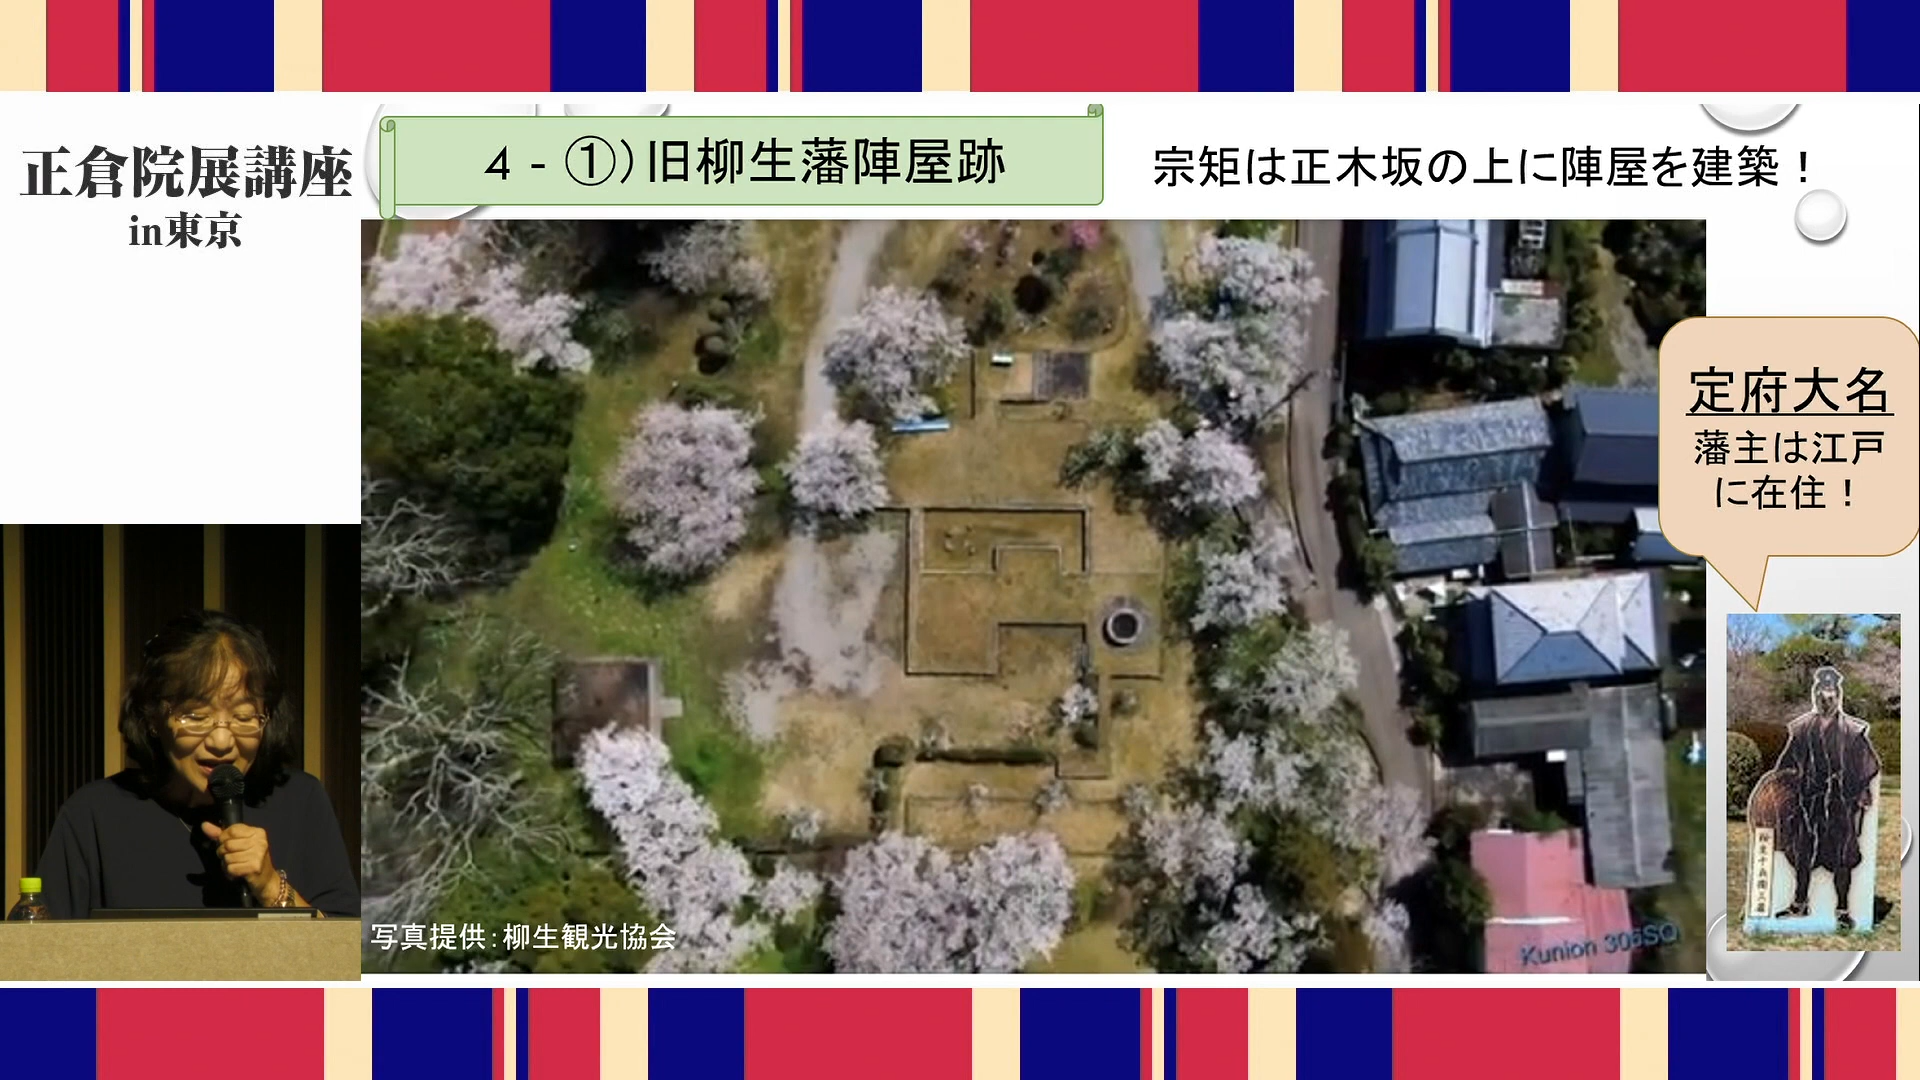 正倉院展講座
in東京
4 - ①) 旧柳生藩陣屋跡
宗矩は正木坂の上に陣屋を建築！
定府大名
藩主は江戸
に在住！
写真提供：柳生観光協会
Kunion 306SQ